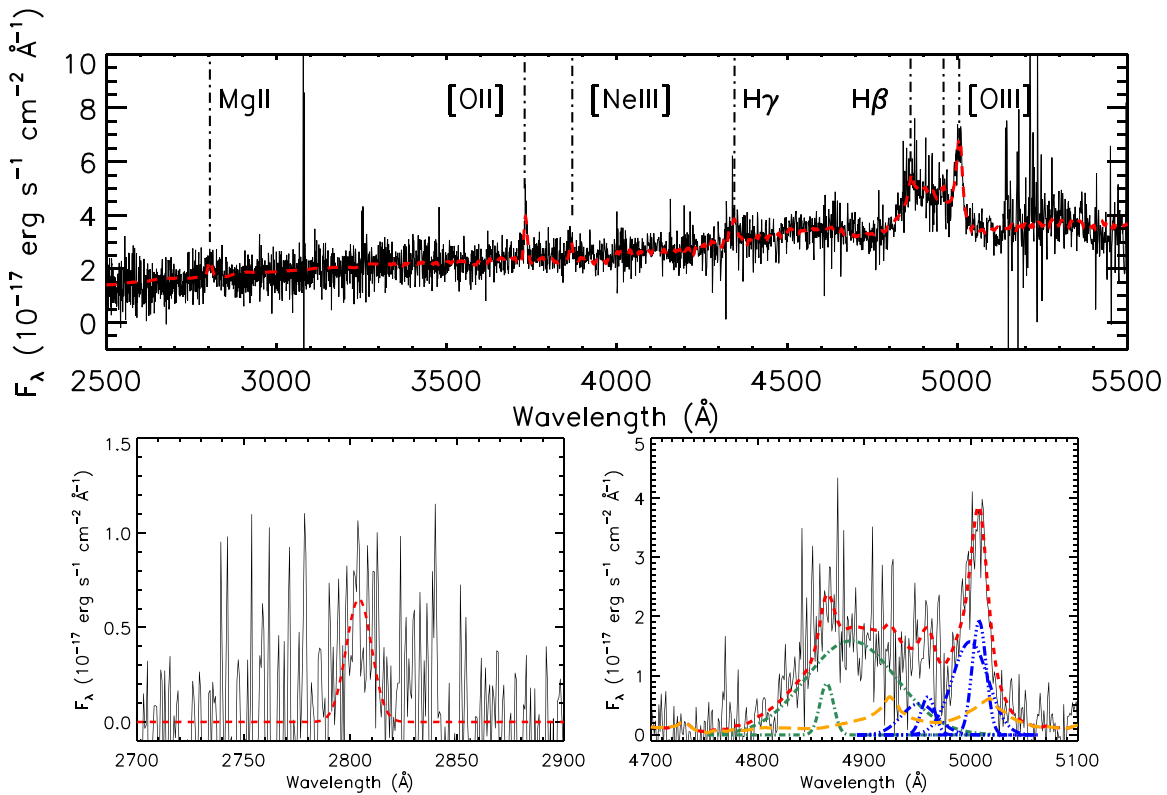 10
8
6
4
2
0
F_λ (10⁻¹⁷ erg s⁻¹ cm⁻² Å⁻¹)
MgII [OII] [NeIII] Hγ Hβ [OIII]
2500 3000 3500 4000 4500 5000 5500
Wavelength (Å)
1.5
1.0
0.5
0.0
F_λ (10⁻¹⁷ erg s⁻¹ cm⁻² Å⁻¹)
2700 2750 2800 2850 2900
Wavelength (Å)
5
4
3
2
1
0
F_λ (10⁻¹⁷ erg s⁻¹ cm⁻² Å⁻¹)
4700 4800 4900 5000 5100
Wavelength (Å)